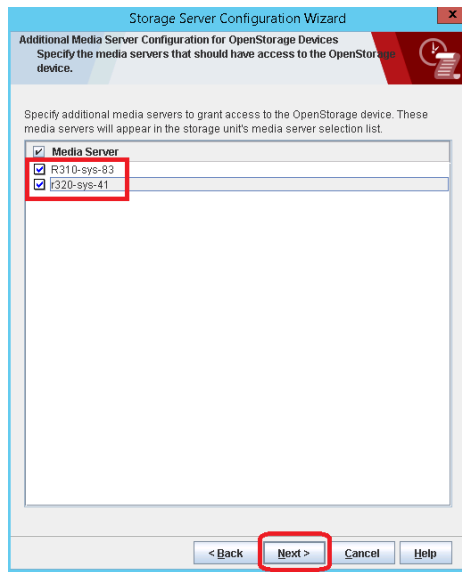 Storage Server Configuration Wizard
x
Additional Media Server Configuration for OpenStorage Devices
Specify the media servers that should have access to the OpenStorage
device.
Specify additional media servers to grant access to the OpenStorage device. These
media servers will appear in the storage unit's media server selection list.
Media Server
R310-sys-83
r320-sys-41
< Back
Next >
Cancel
Help